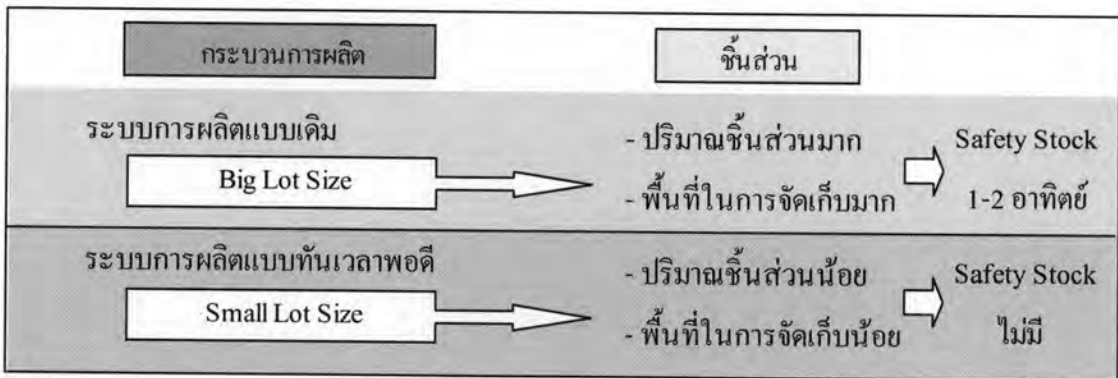 กระบวนการผลิต ชิ้นส่วน
ระบบการผลิตแบบเดิม - ปริมาณชิ้นส่วนมาก Safety Stock
Big Lot Size - พื้นที่ในการจัดเก็บมาก 1-2 อาทิตย์
ระบบการผลิตแบบทันเวลาพอดี - ปริมาณชิ้นส่วนน้อย Safety Stock
Small Lot Size - พื้นที่ในการจัดเก็บน้อย ไม่มี